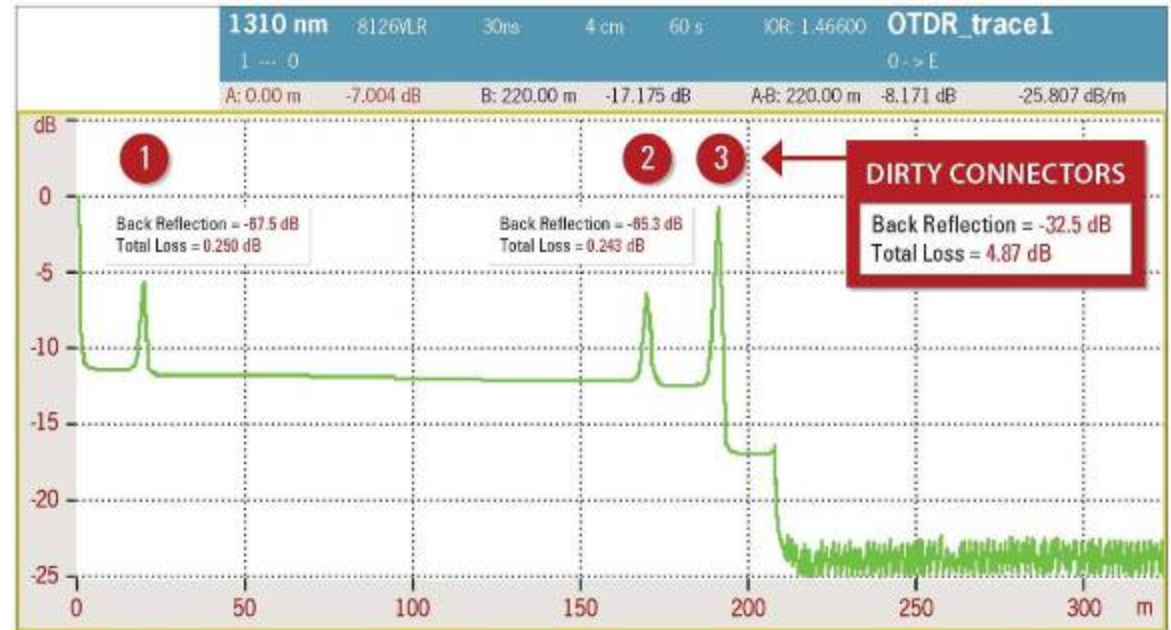 1310 nm 8126VLR 30ns 4 cm 60 s IOR: 1.46600 OTDR_trace1
1 --- 0 0 - > E
A: 0.00 m -7.004 dB B: 220.00 m -17.175 dB A-B: 220.00 m -8.171 dB -25.807 dB/m
dB
1 2 3
DIRTY CONNECTORS
Back Reflection = -32.5 dB
Total Loss = 4.87 dB
Back Reflection = -67.5 dB
Total Loss = 0.250 dB
Back Reflection = -65.3 dB
Total Loss = 0.243 dB
0
-5
-10
-15
-20
-25
0 50 100 150 200 250 300 m